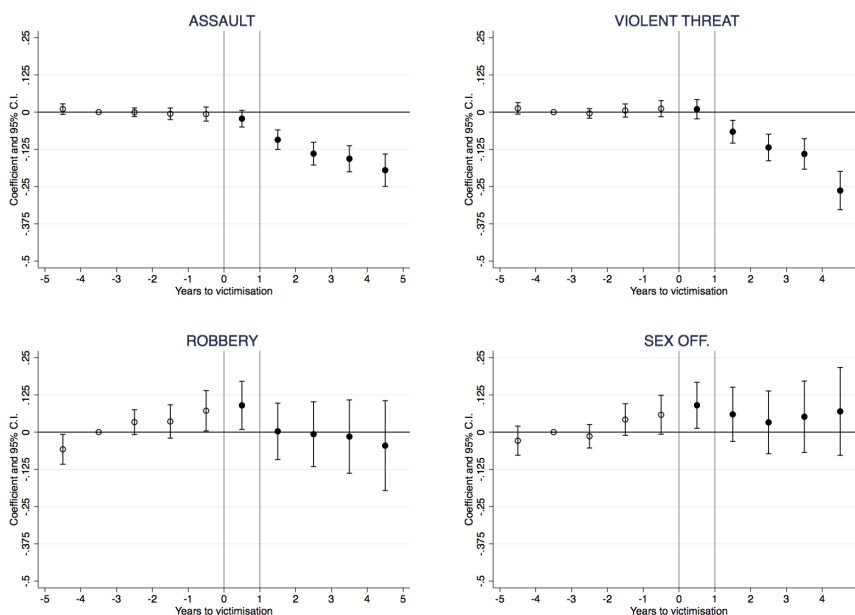 ASSAULT
Coefficient and 95% C.I.
.25
.125
0
-.125
-.25
-.375
-.5
-5 -4 -3 -2 -1 0 1 2 3 4 5
Years to victimisation
VIOLENT THREAT
Coefficient and 95% C.I.
.25
.125
0
-.125
-.25
-.375
-.5
-5 -4 -3 -2 -1 0 1 2 3 4
Years to victimisation
ROBBERY
Coefficient and 95% C.I.
.25
.125
0
-.125
-.25
-.375
-.5
-5 -4 -3 -2 -1 0 1 2 3 4 5
Years to victimisation
SEX OFF.
Coefficient and 95% C.I.
.25
.125
0
-.125
-.25
-.375
-.5
-5 -4 -3 -2 -1 0 1 2 3 4
Years to victimisation